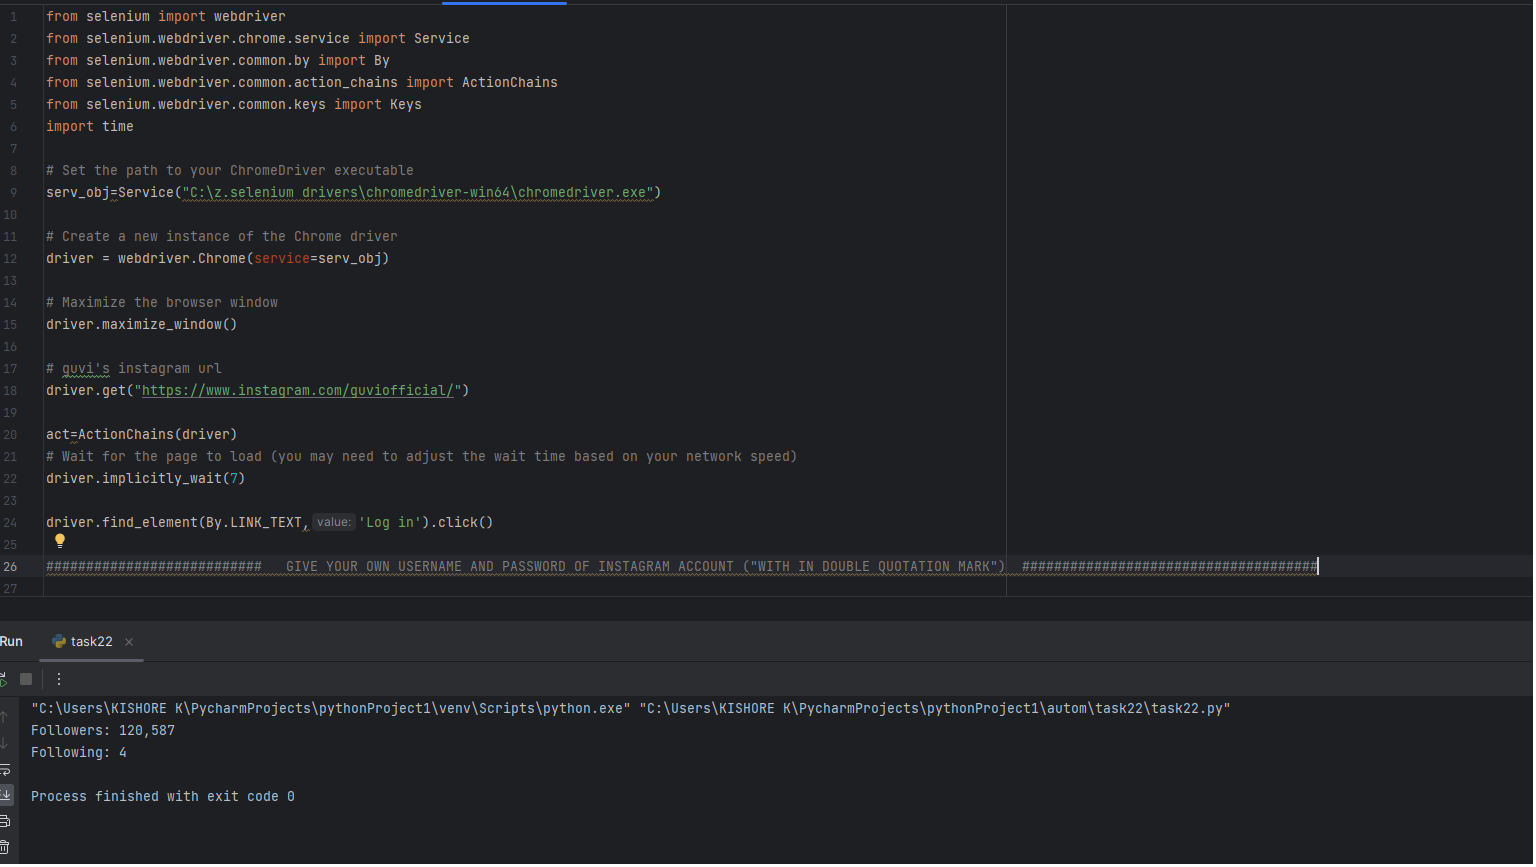 1 from selenium import webdriver
2 from selenium.webdriver.chrome.service import Service
3 from selenium.webdriver.common.by import By
4 from selenium.webdriver.common.action_chains import ActionChains
5 from selenium.webdriver.common.keys import Keys
6 import time
7
8 # Set the path to your ChromeDriver executable
9 serv_obj=Service("C:\z.selenium drivers\chromedriver-win64\chromedriver.exe")
10
11 # Create a new instance of the Chrome driver
12 driver = webdriver.Chrome(service=serv_obj)
13
14 # Maximize the browser window
15 driver.maximize_window()
16
17 # guvi's instagram url
18 driver.get("https://www.instagram.com/guviofficial/")
19
20 act=ActionChains(driver)
21 # Wait for the page to load (you may need to adjust the wait time based on your network speed)
22 driver.implicitly_wait(7)
23
24 driver.find_element(By.LINK_TEXT, value: 'Log in').click()
25
26 ########################### GIVE YOUR OWN USERNAME AND PASSWORD OF INSTAGRAM ACCOUNT ("WITH IN DOUBLE QUOTATION MARK") #####################################
27
Run task22
"C:\Users\KISHORE K\PycharmProjects\pythonProject1\venv\Scripts\python.exe" "C:\Users\KISHORE K\PycharmProjects\pythonProject1\autom\task22\task22.py"
Followers: 120,587
Following: 4
Process finished with exit code 0